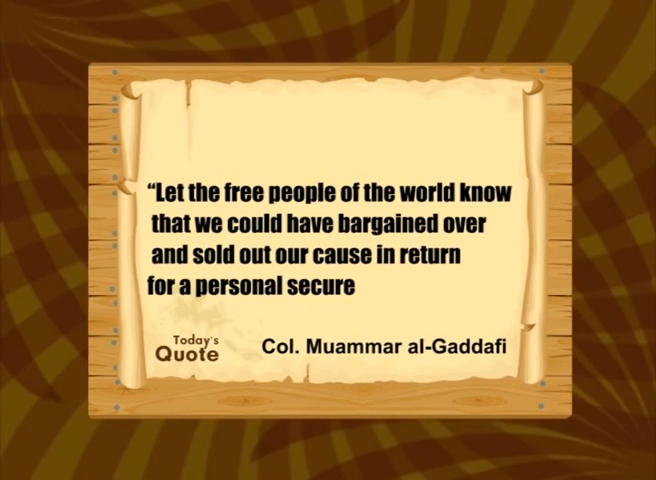 “Let the free people of the world know
that we could have bargained over
and sold out our cause in return
for a personal secure
Today's
Quote
Col. Muammar al-Gaddafi